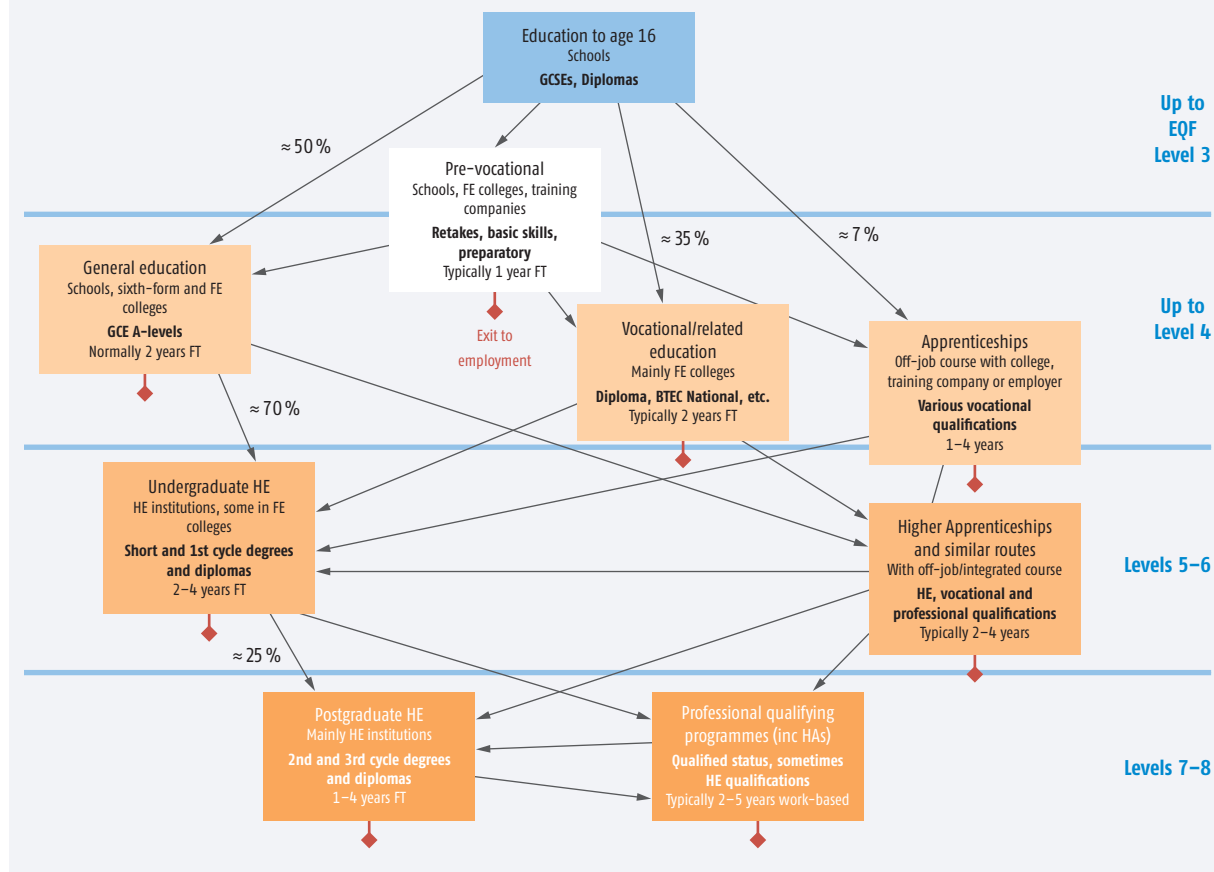 Education to age 16
Schools
GCSEs, Diplomas
Up to
EQF
Level 3
≈ 50 %
Pre-vocational
Schools, FE colleges, training
companies
Retakes, basic skills,
preparatory
Typically 1 year FT
≈ 35 %
≈ 7 %
General education
Schools, sixth-form and FE
colleges
GCE A-levels
Normally 2 years FT
Exit to
employment
Vocational/related
education
Mainly FE colleges
Diploma, BTEC National, etc.
Typically 2 years FT
Apprenticeships
Off-job course with college,
training company or employer
Various vocational
qualifications
1–4 years
Up to
Level 4
≈ 70 %
Undergraduate HE
HE institutions, some in FE
colleges
Short and 1st cycle degrees
and diplomas
2–4 years FT
Higher Apprenticeships
and similar routes
With off-job/integrated course
HE, vocational and
professional qualifications
Typically 2–4 years
Levels 5–6
≈ 25 %
Postgraduate HE
Mainly HE institutions
2nd and 3rd cycle degrees
and diplomas
1–4 years FT
Professional qualifying
programmes (inc HAs)
Qualified status, sometimes
HE qualifications
Typically 2–5 years work-based
Levels 7–8